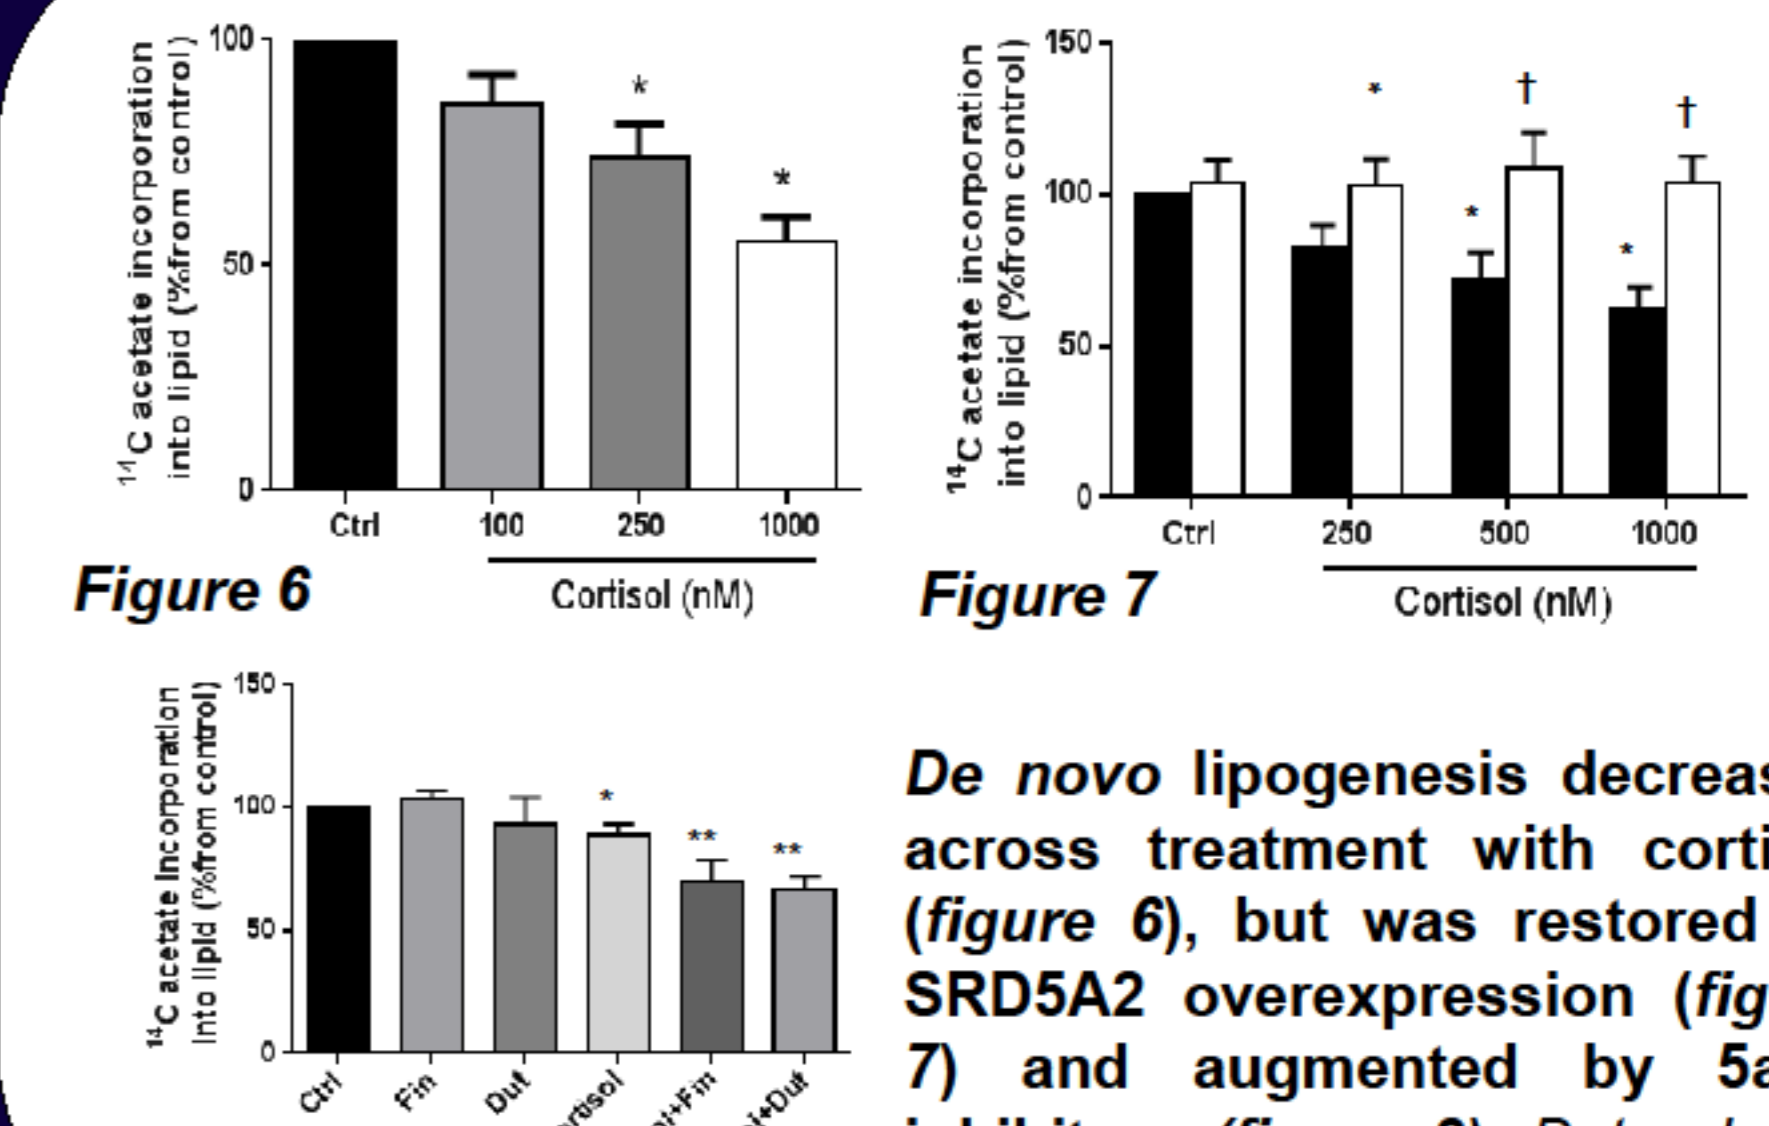 14C acetate incorporation
into lipid (%from control)
100
50
0
*
*
Ctrl 100 250 1000
Cortisol (nM)
Figure 6
14C acetate incorporation
into lipid (%from control)
150
100
50
0
*
*
†
*
†
Ctrl 250 500 1000
Cortisol (nM)
Figure 7
14C acetate Incorporation
Into lipid (%from control)
150
100
50
0
*
**
**
Ctrl Fin Dut ortisol +Fin +Dut
De novo lipogenesis decreas
across treatment with corti
(figure 6), but was restored
SRD5A2 overexpression (fig
7) and augmented by 5a